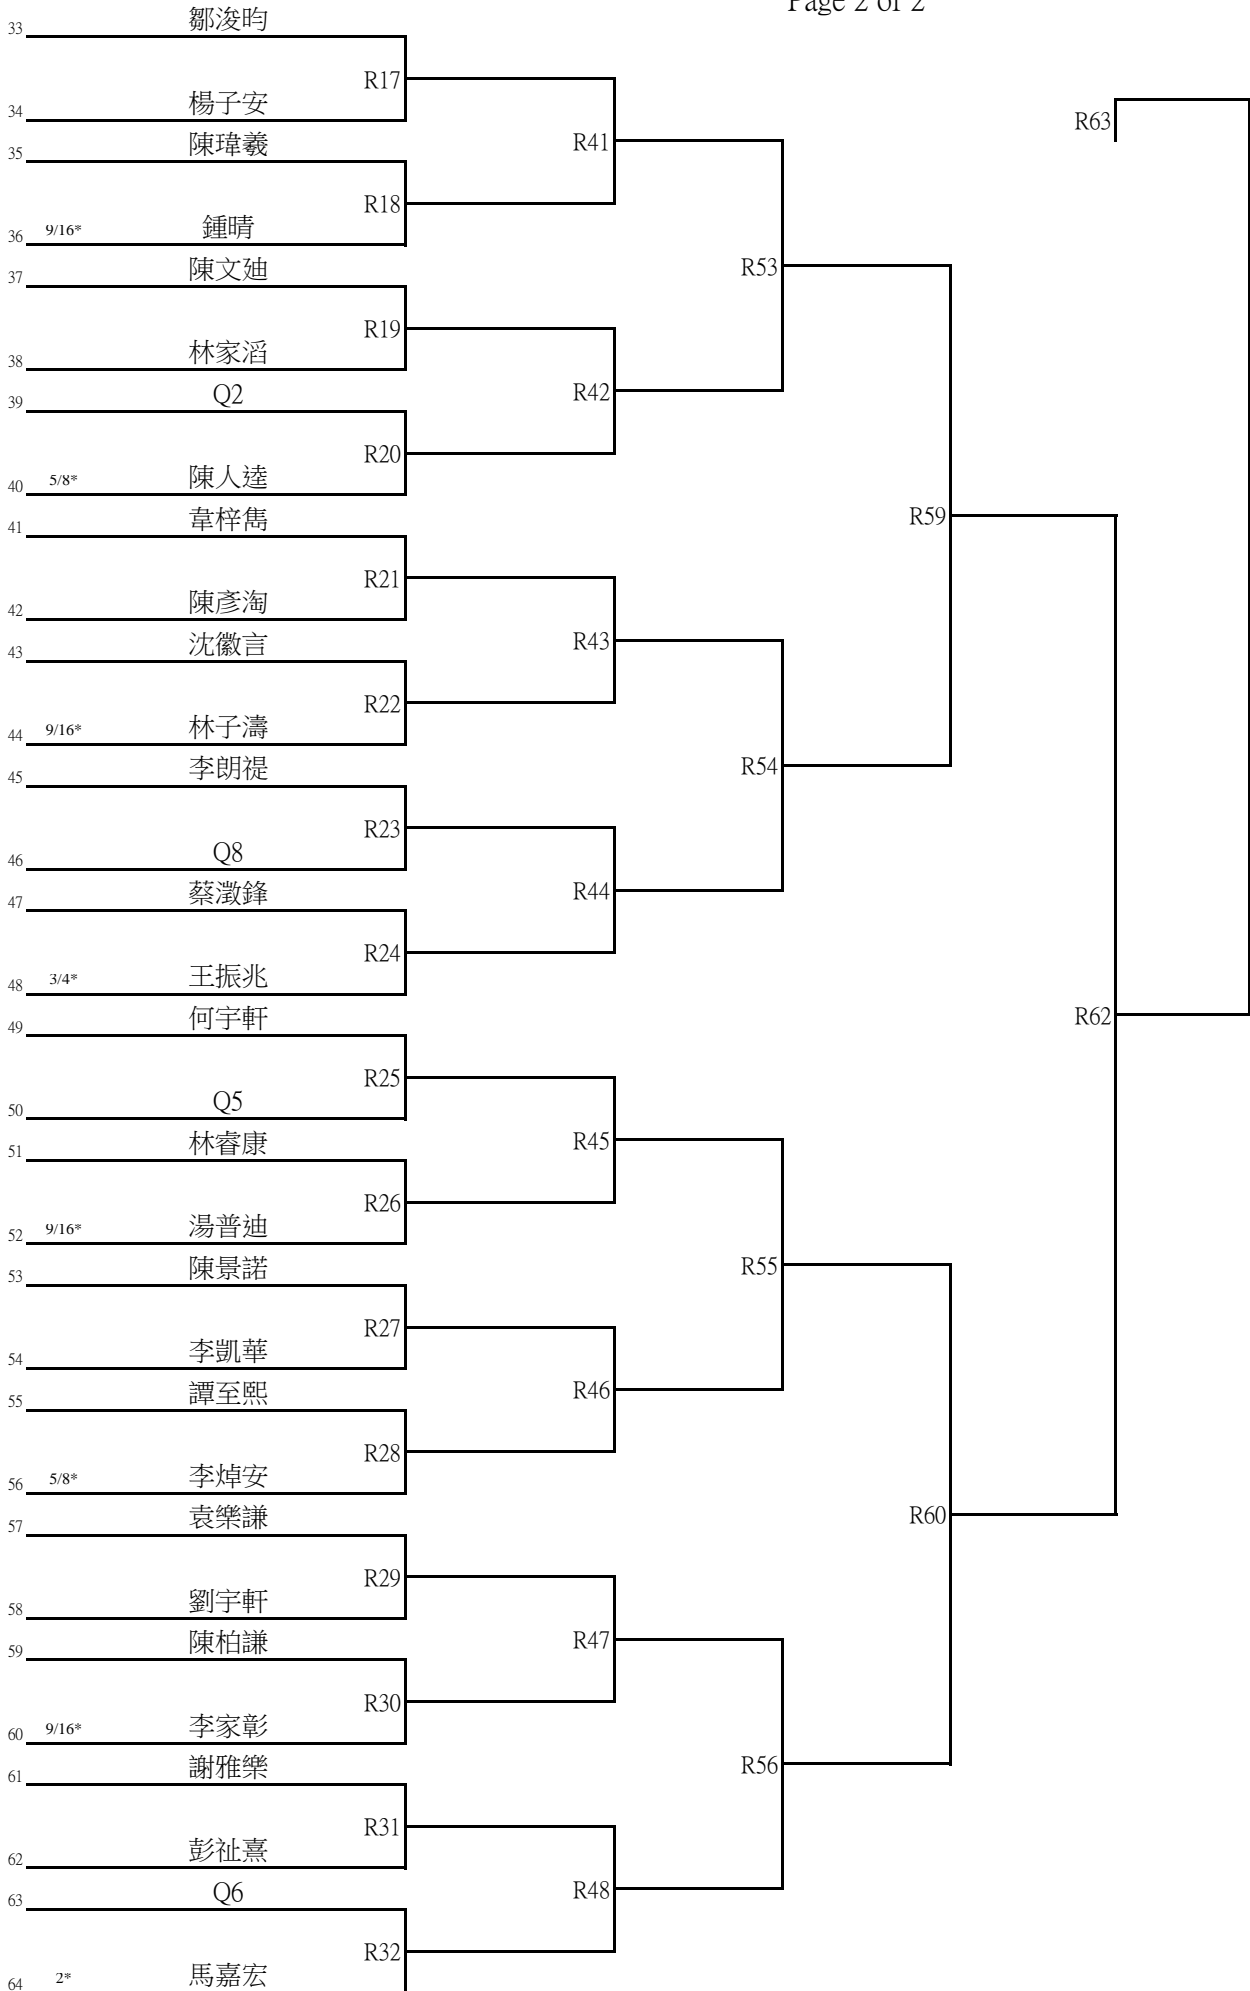 Page 2 of 2
33 鄒浚昀
R17
34 楊子安
R41
R63
35 陳瑋羲
R18
36 9/16* 鍾晴
37 陳文廸
R53
R19
38 林家滔
R42
39 Q2
R20
40 5/8* 陳人逵
41 韋梓雋
R59
R21
42 陳彥淘
R43
43 沈徽言
R22
44 9/16* 林子濤
45 李朗禔
R54
R23
46 Q8
R44
47 蔡瀓鋒
R24
48 3/4* 王振兆
49 何宇軒
R62
R25
50 Q5
R45
51 林睿康
R26
52 9/16* 湯普迪
53 陳景諾
R55
R27
54 李凱華
R46
55 譚至熙
R28
56 5/8* 李焯安
57 袁樂謙
R60
R29
58 劉宇軒
R47
59 陳柏謙
R30
60 9/16* 李家彰
61 謝雅樂
R56
R31
62 彭祉熹
R48
63 Q6
R32
64 2* 馬嘉宏